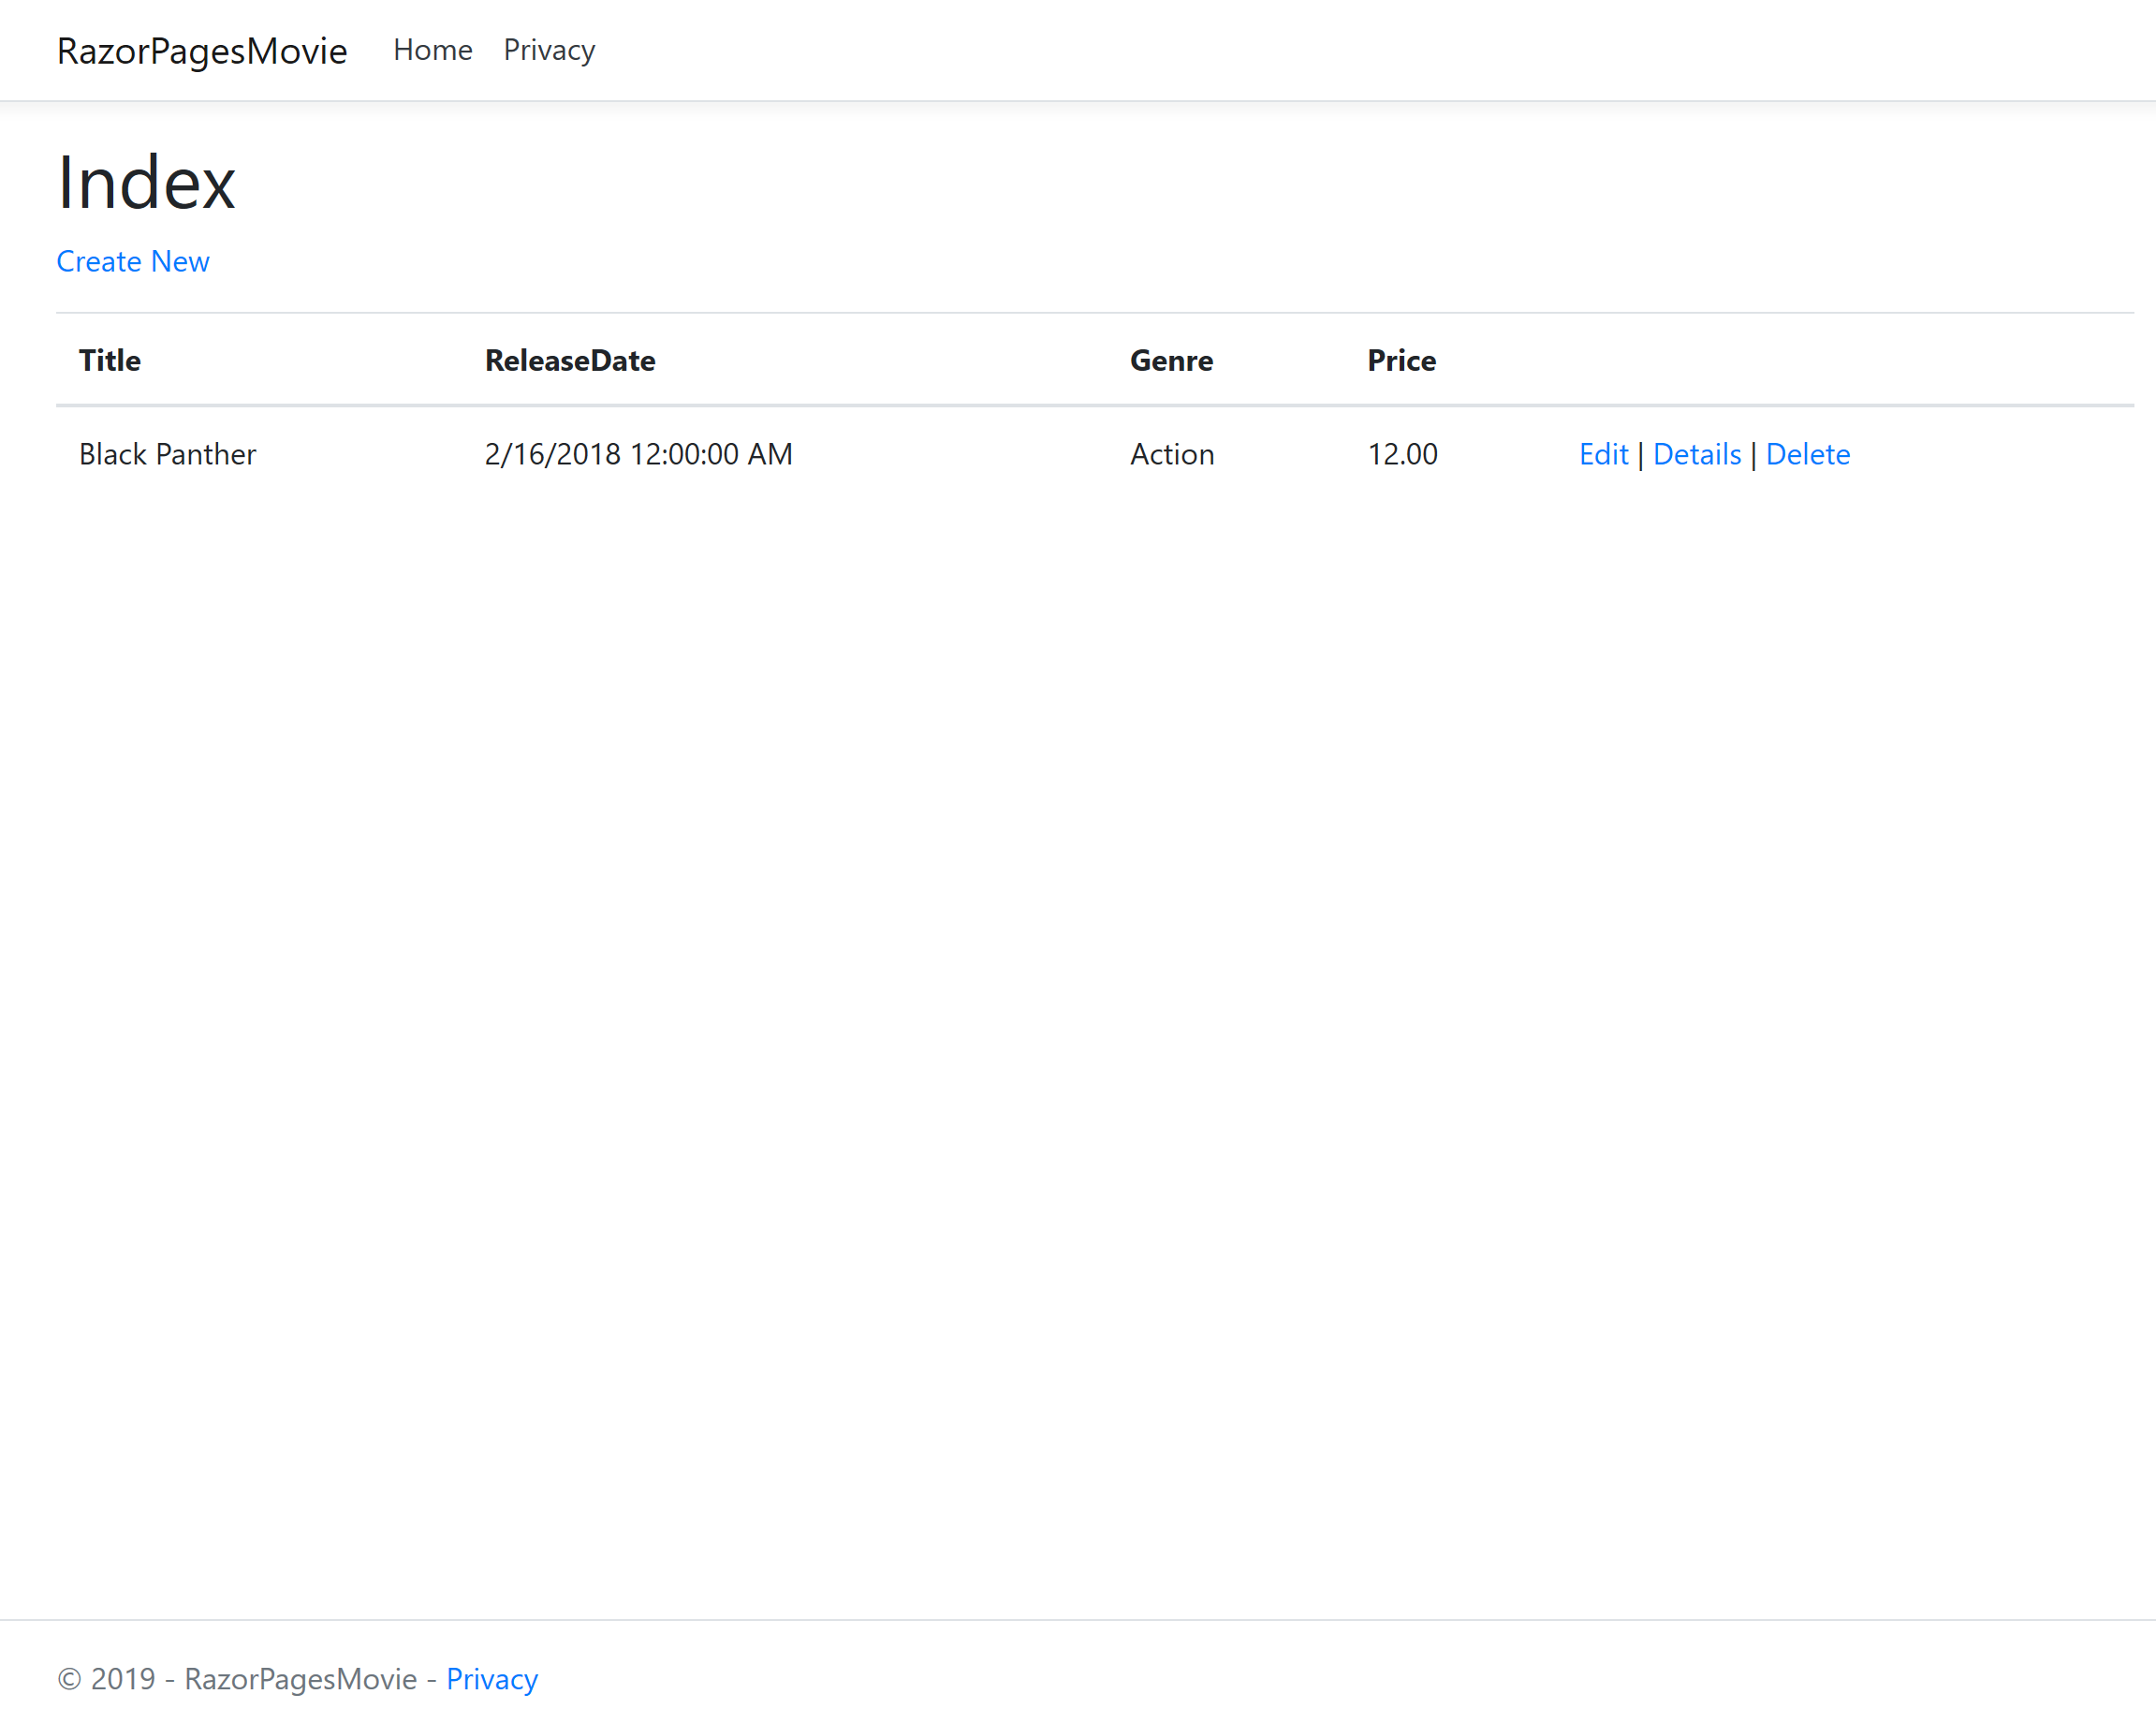 RazorPagesMovie Home Privacy
Index
Create New
Title ReleaseDate Genre Price
Black Panther 2/16/2018 12:00:00 AM Action 12.00 Edit | Details | Delete
© 2019 - RazorPagesMovie - Privacy